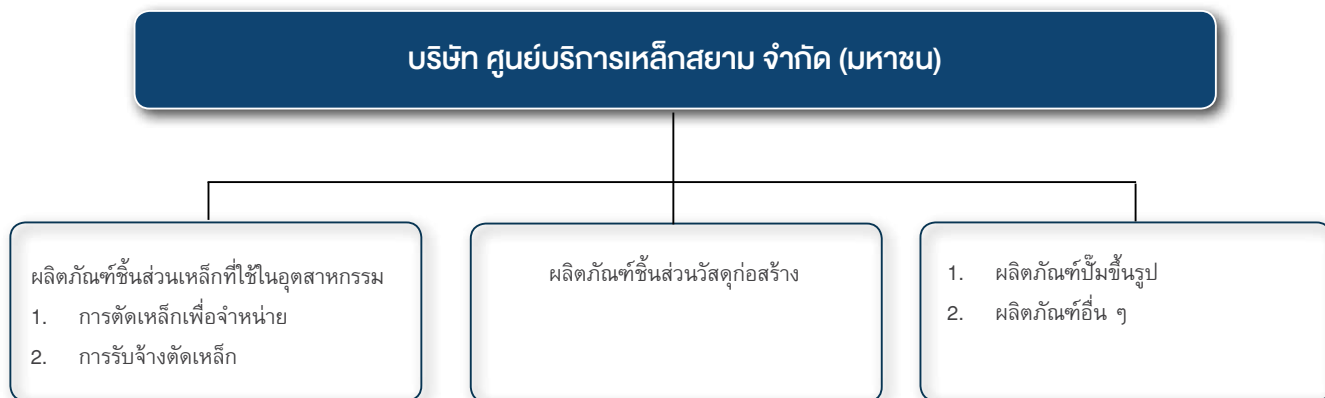 บริษัท ศูนย์บริการเหล็กสยาม จำกัด (มหาชน)
ผลิตภัณฑ์ชิ้นส่วนเหล็กที่ใช้ในอุตสาหกรรม
1. การตัดเหล็กเพื่อจำหน่าย
2. การรับจ้างตัดเหล็ก
ผลิตภัณฑ์ชิ้นส่วนวัสดุก่อสร้าง
1. ผลิตภัณฑ์ปั๊มขึ้นรูป
2. ผลิตภัณฑ์อื่น ๆ